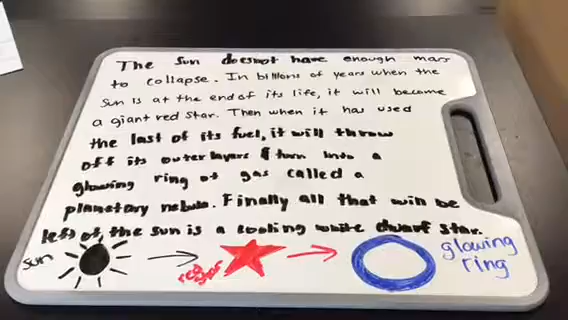 The sun doesnot have enough mass
to collapse. In billions of years when the
sun is at the end of its life, it will become
a giant red star. Then when it has used
the last of its fuel, it will throw
off its outer layers & turn into a
glowing ring of gas called a
planetary nebula. Finally all that will be
left of the sun is a cooling white dwarf star.
sun
red star
glowing
ring